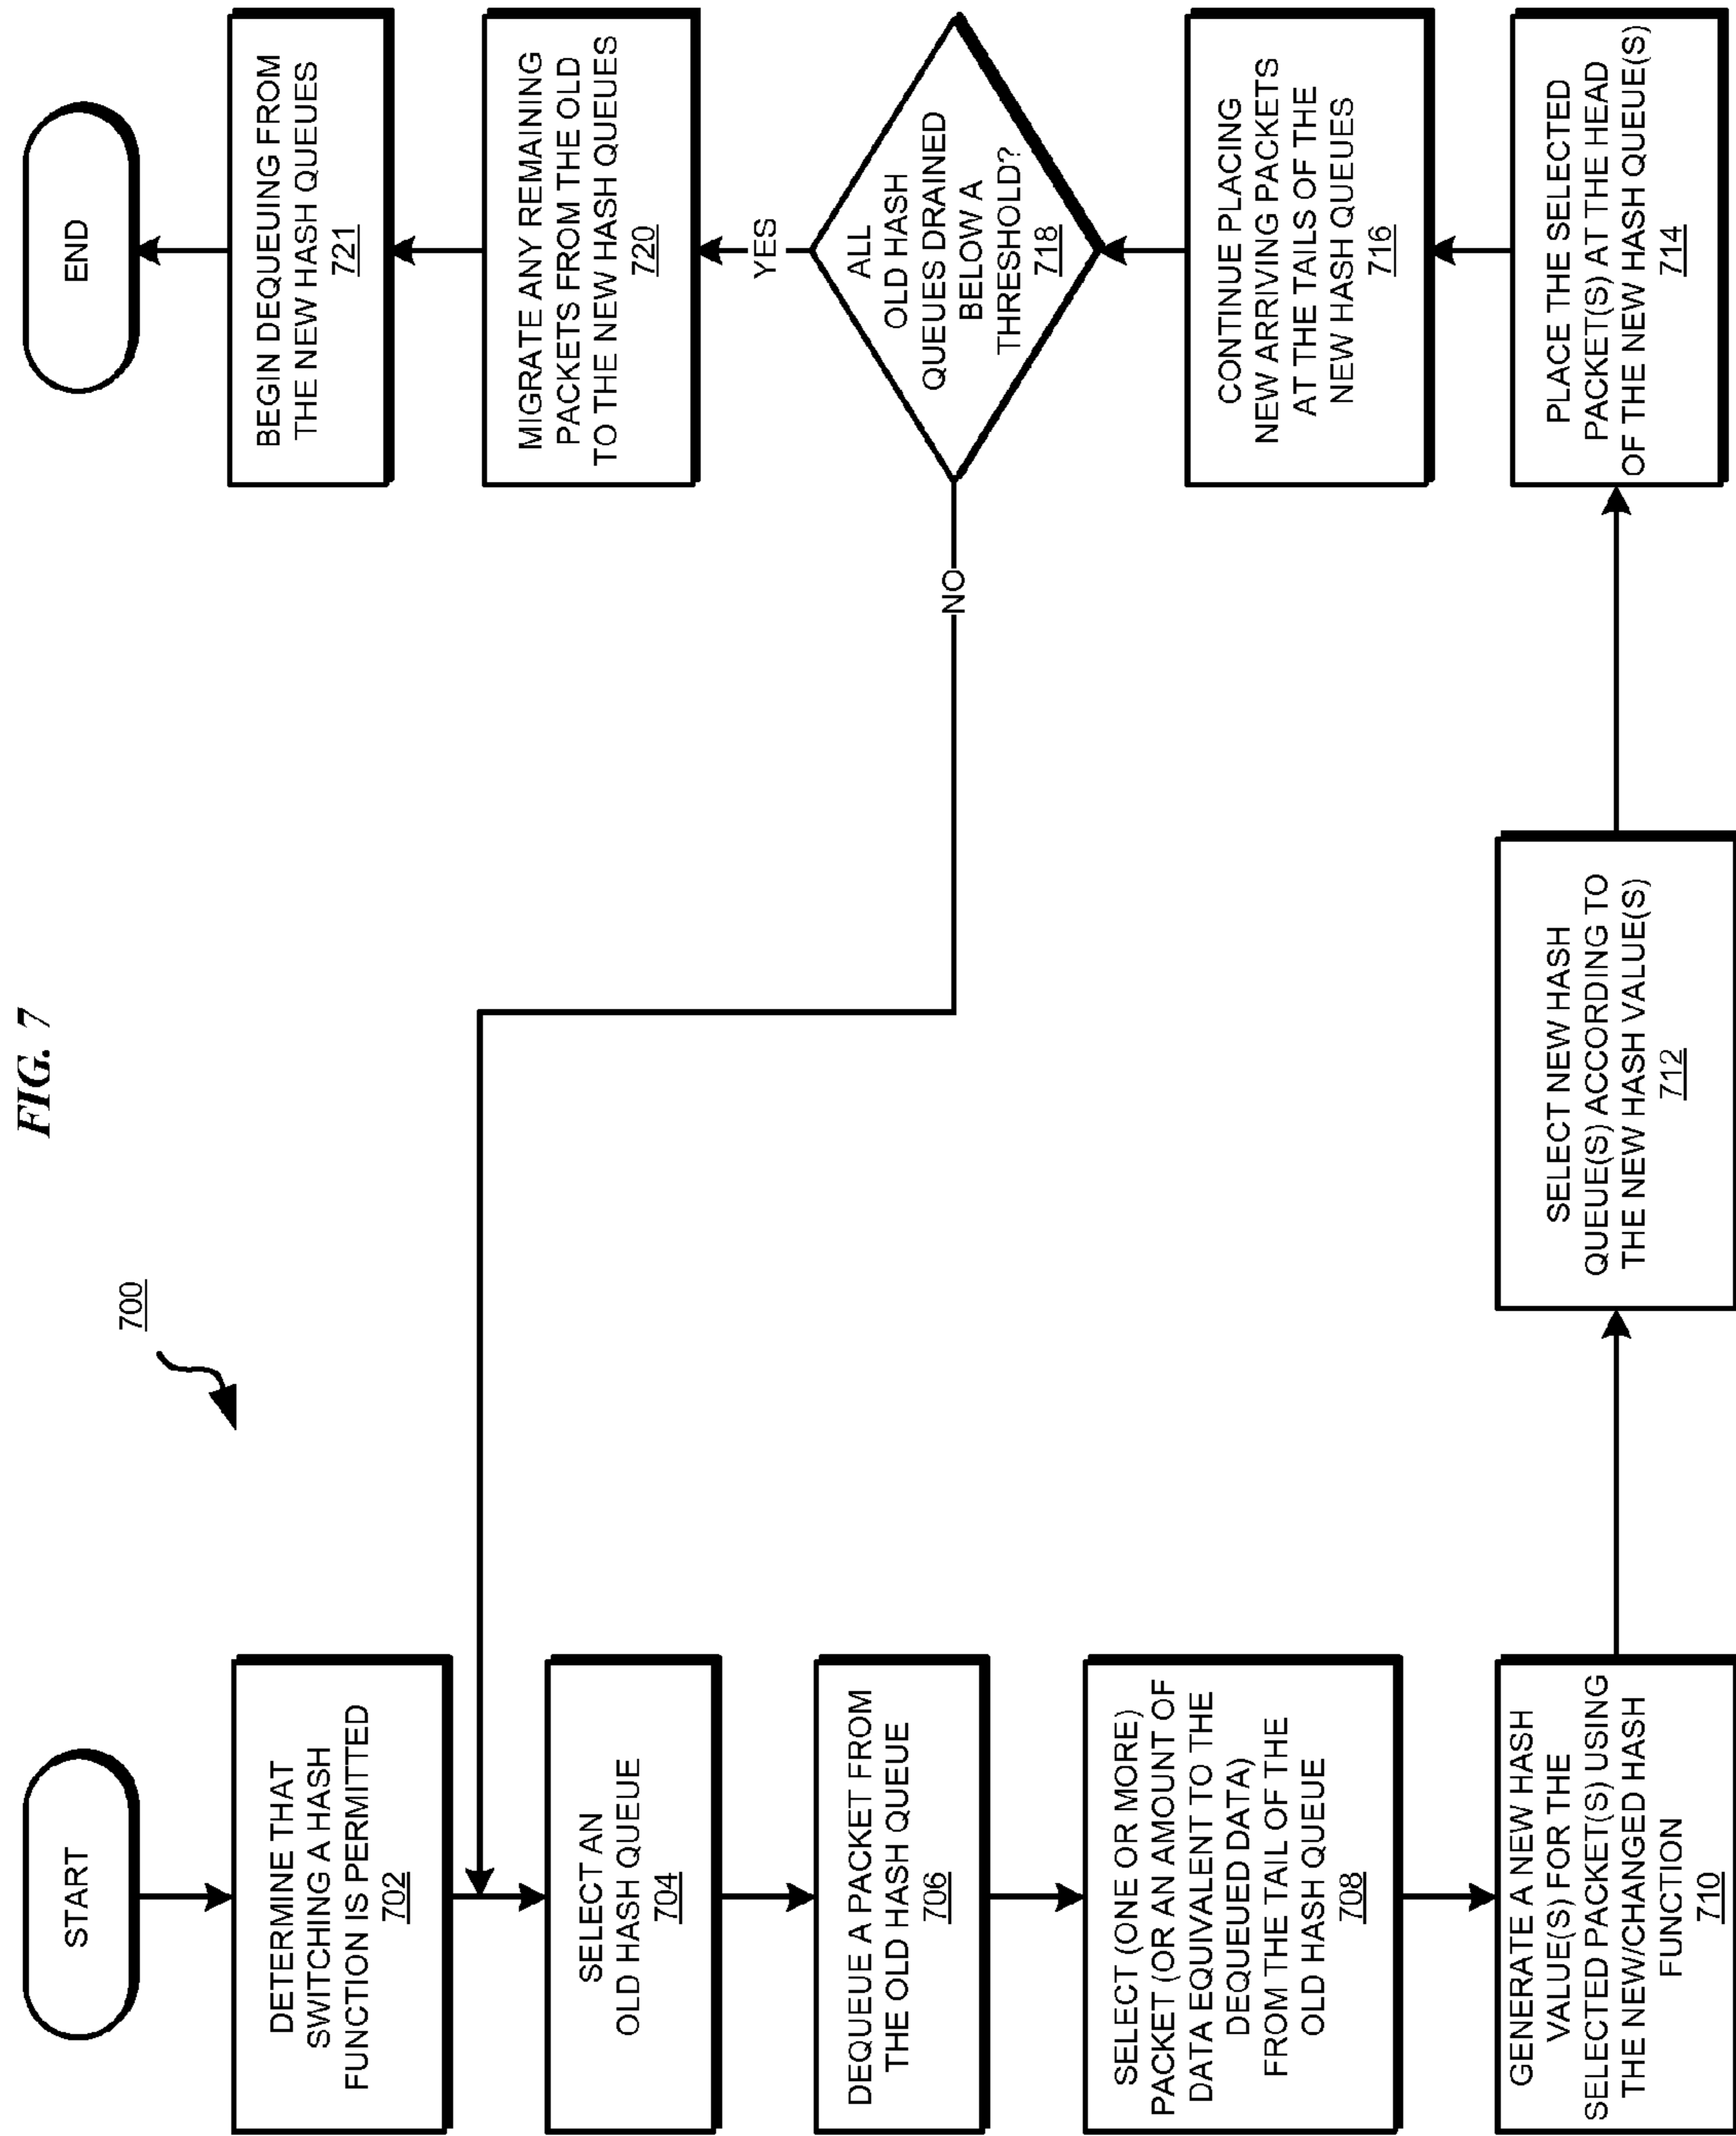 FIG. 7
700
START
DETERMINE THAT
SWITCHING A HASH
FUNCTION IS PERMITTED
702
SELECT AN
OLD HASH QUEUE
704
DEQUEUE A PACKET FROM
THE OLD HASH QUEUE
706
SELECT (ONE OR MORE)
PACKET (OR AN AMOUNT OF
DATA EQUIVALENT TO THE
DEQUEUED DATA)
FROM THE TAIL OF THE
OLD HASH QUEUE
708
GENERATE A NEW HASH
VALUE(S) FOR THE
SELECTED PACKET(S) USING
THE NEW/CHANGED HASH
FUNCTION
710
SELECT NEW HASH
QUEUE(S) ACCORDING TO
THE NEW HASH VALUE(S)
712
PLACE THE SELECTED
PACKET(S) AT THE HEAD
OF THE NEW HASH QUEUE(S)
714
CONTINUE PLACING
NEW ARRIVING PACKETS
AT THE TAILS OF THE
NEW HASH QUEUES
716
ALL
OLD HASH
QUEUES DRAINED
BELOW A
THRESHOLD?
718
NO
YES
MIGRATE ANY REMAINING
PACKETS FROM THE OLD
TO THE NEW HASH QUEUES
720
BEGIN DEQUEUING FROM
THE NEW HASH QUEUES
721
END